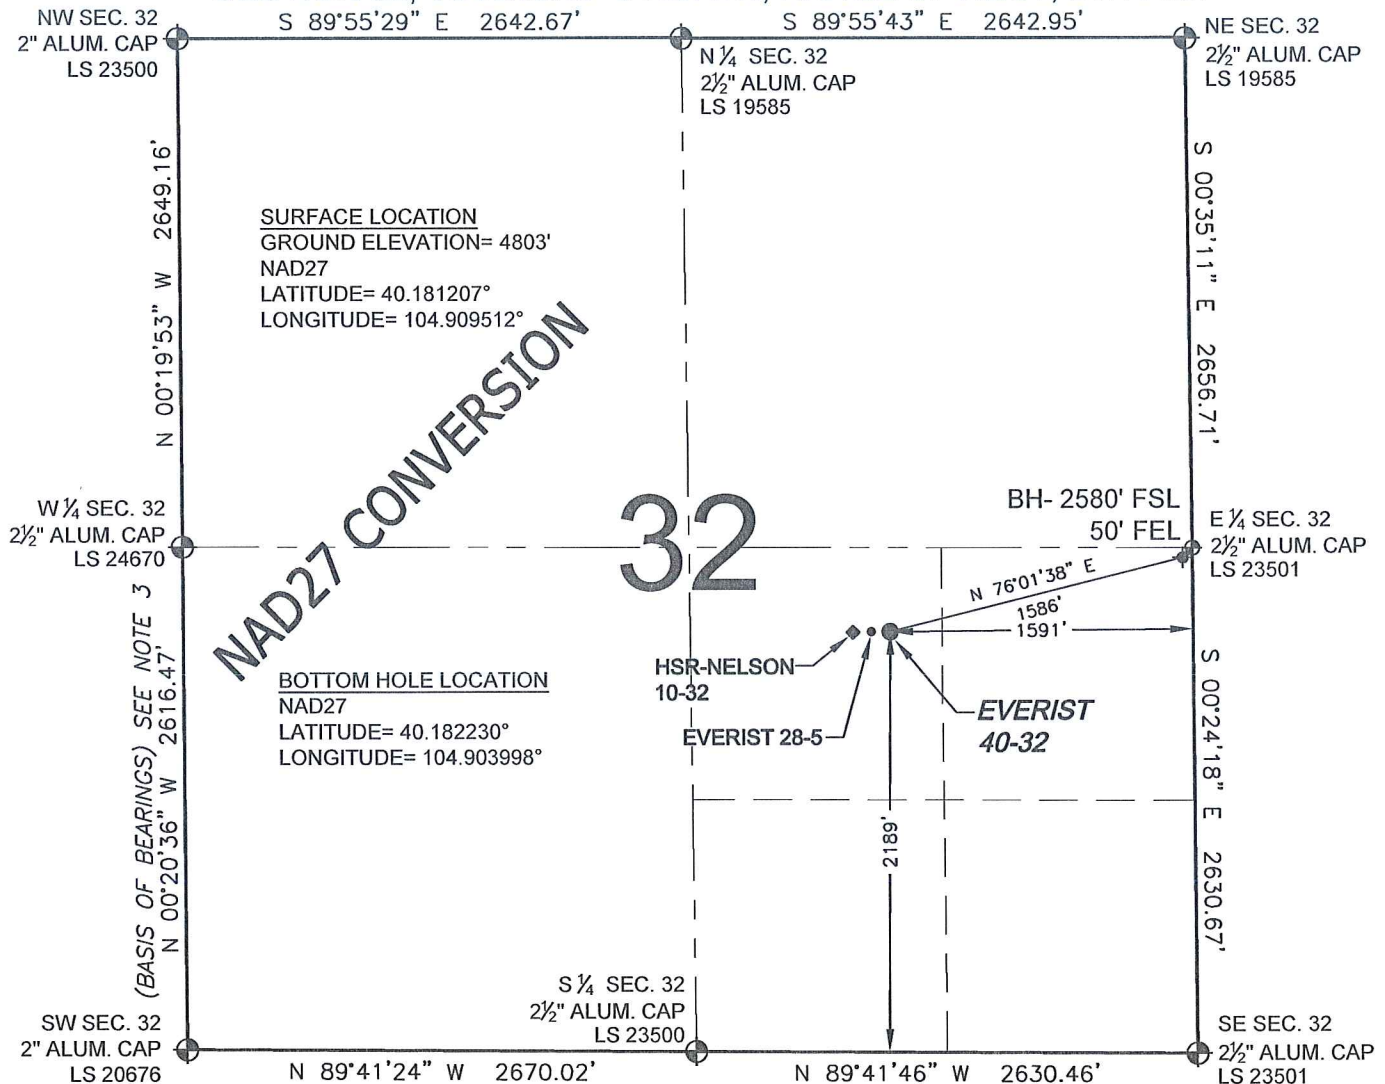 NW SEC. 32
2" ALUM. CAP
LS 23500
S 89°55'29" E 2642.67'
S 89°55'43" E 2642.95'
NE SEC. 32
2½" ALUM. CAP
LS 19585
N ¼ SEC. 32
2½" ALUM. CAP
LS 19585
N 00°19'53" W 2649.16'
S 00°35'11" E 2656.71'
SURFACE LOCATION
GROUND ELEVATION= 4803'
NAD27
LATITUDE= 40.181207°
LONGITUDE= 104.909512°
NAD27 CONVERSION
32
W ¼ SEC. 32
2½" ALUM. CAP
LS 24670
BH- 2580' FSL
50' FEL
E ¼ SEC. 32
2½" ALUM. CAP
LS 23501
N 76°01'38" E
1586'
1591'
HSR-NELSON
10-32
EVERIST 28-5
EVERIST
40-32
BOTTOM HOLE LOCATION
NAD27
LATITUDE= 40.182230°
LONGITUDE= 104.903998°
(BASIS OF BEARINGS) SEE NOTE 3
N 00°20'36" W 2616.47'
2189'
S 00°24'18" E 2630.67'
S ¼ SEC. 32
2½" ALUM. CAP
LS 23500
SW SEC. 32
2" ALUM. CAP
LS 20676
N 89°41'24" W 2670.02'
N 89°41'46" W 2630.46'
SE SEC. 32
2½" ALUM. CAP
LS 23501